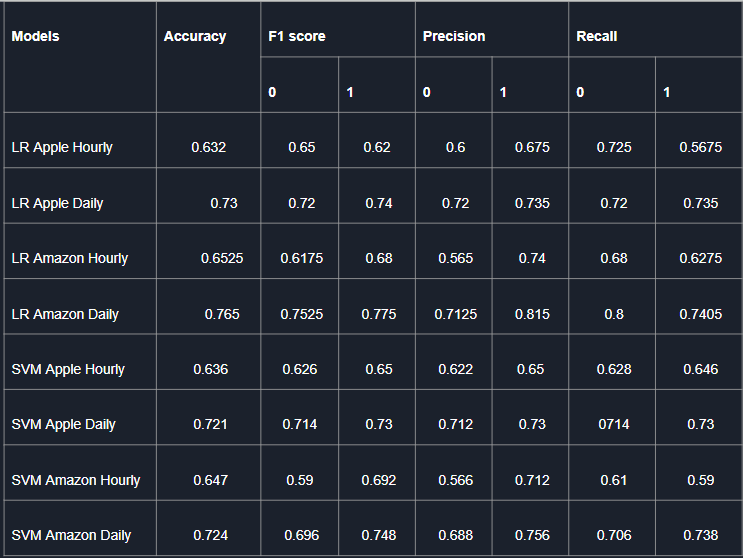 Models Accuracy F1 score Precision Recall
0 1 0 1 0 1
LR Apple Hourly 0.632 0.65 0.62 0.6 0.675 0.725 0.5675
LR Apple Daily 0.73 0.72 0.74 0.72 0.735 0.72 0.735
LR Amazon Hourly 0.6525 0.6175 0.68 0.565 0.74 0.68 0.6275
LR Amazon Daily 0.765 0.7525 0.775 0.7125 0.815 0.8 0.7405
SVM Apple Hourly 0.636 0.626 0.65 0.622 0.65 0.628 0.646
SVM Apple Daily 0.721 0.714 0.73 0.712 0.73 0714 0.73
SVM Amazon Hourly 0.647 0.59 0.692 0.566 0.712 0.61 0.59
SVM Amazon Daily 0.724 0.696 0.748 0.688 0.756 0.706 0.738